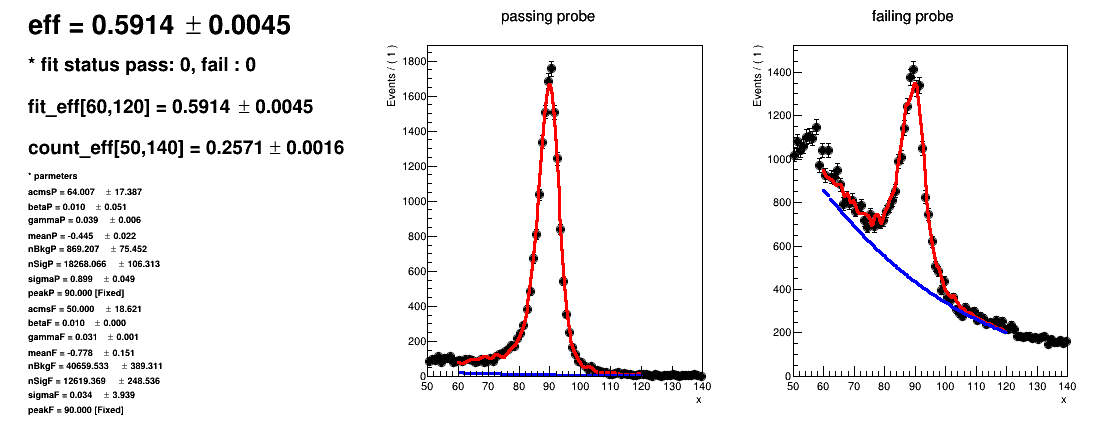 eff = 0.5914 ± 0.0045
* fit status pass: 0, fail : 0
fit_eff[60,120] = 0.5914 ± 0.0045
count_eff[50,140] = 0.2571 ± 0.0016
* parmeters
acmsP = 64.007 ± 17.387
betaP = 0.010 ± 0.051
gammaP = 0.039 ± 0.006
meanP = -0.445 ± 0.022
nBkgP = 869.207 ± 75.452
nSigP = 18268.066 ± 106.313
sigmaP = 0.899 ± 0.049
peakP = 90.000 [Fixed]
acmsF = 50.000 ± 18.621
betaF = 0.010 ± 0.000
gammaF = 0.031 ± 0.001
meanF = -0.778 ± 0.151
nBkgF = 40659.533 ± 389.311
nSigF = 12619.369 ± 248.536
sigmaF = 0.034 ± 3.939
peakF = 90.000 [Fixed]
passing probe
Events / ( 1 )
1800
1600
1400
1200
1000
800
600
400
200
0
50 60 70 80 90 100 110 120 130 140
x
failing probe
Events / ( 1 )
1400
1200
1000
800
600
400
200
0
50 60 70 80 90 100 110 120 130 140
x